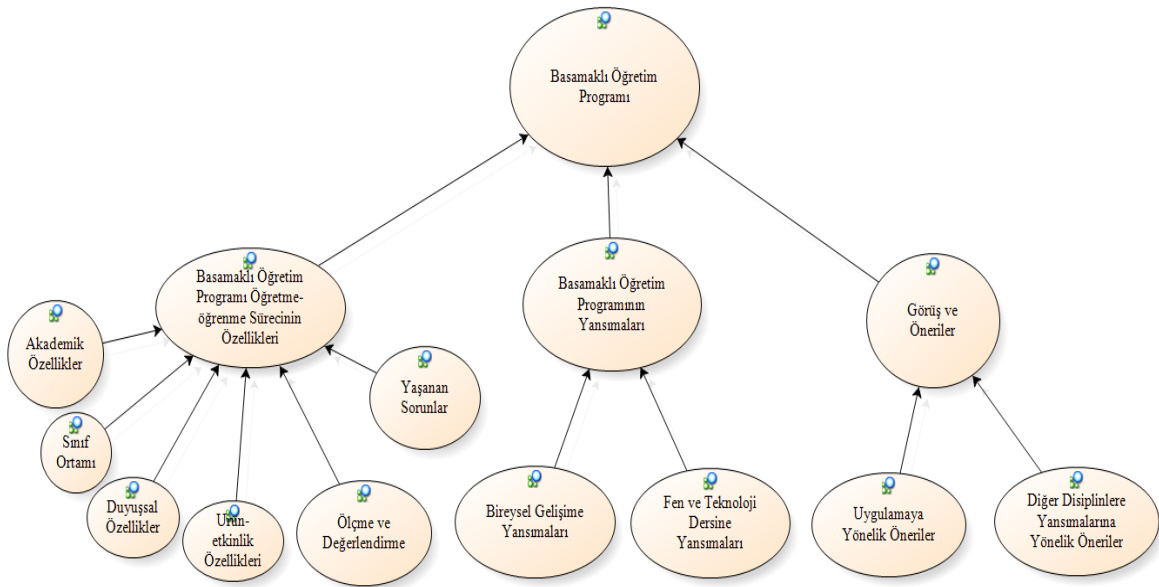 Basamaklı Öğretim
Programı
Basamaklı Öğretim
Programı Öğretme-
öğrenme Sürecinin
Özellikleri
Basamaklı Öğretim
Programının
Yansımaları
Görüş ve
Öneriler
Akademik
Özellikler
Sınıf
Ortamı
Duyuşsal
Özellikler
Ürün-
etkinlik
Özellikleri
Ölçme ve
Değerlendirme
Yaşanan
Sorunlar
Bireysel Gelişime
Yansımaları
Fen ve Teknoloji
Dersine
Yansımaları
Uygulamaya
Yönelik Öneriler
Diğer Disiplinlere
Yansımalarına
Yönelik Öneriler